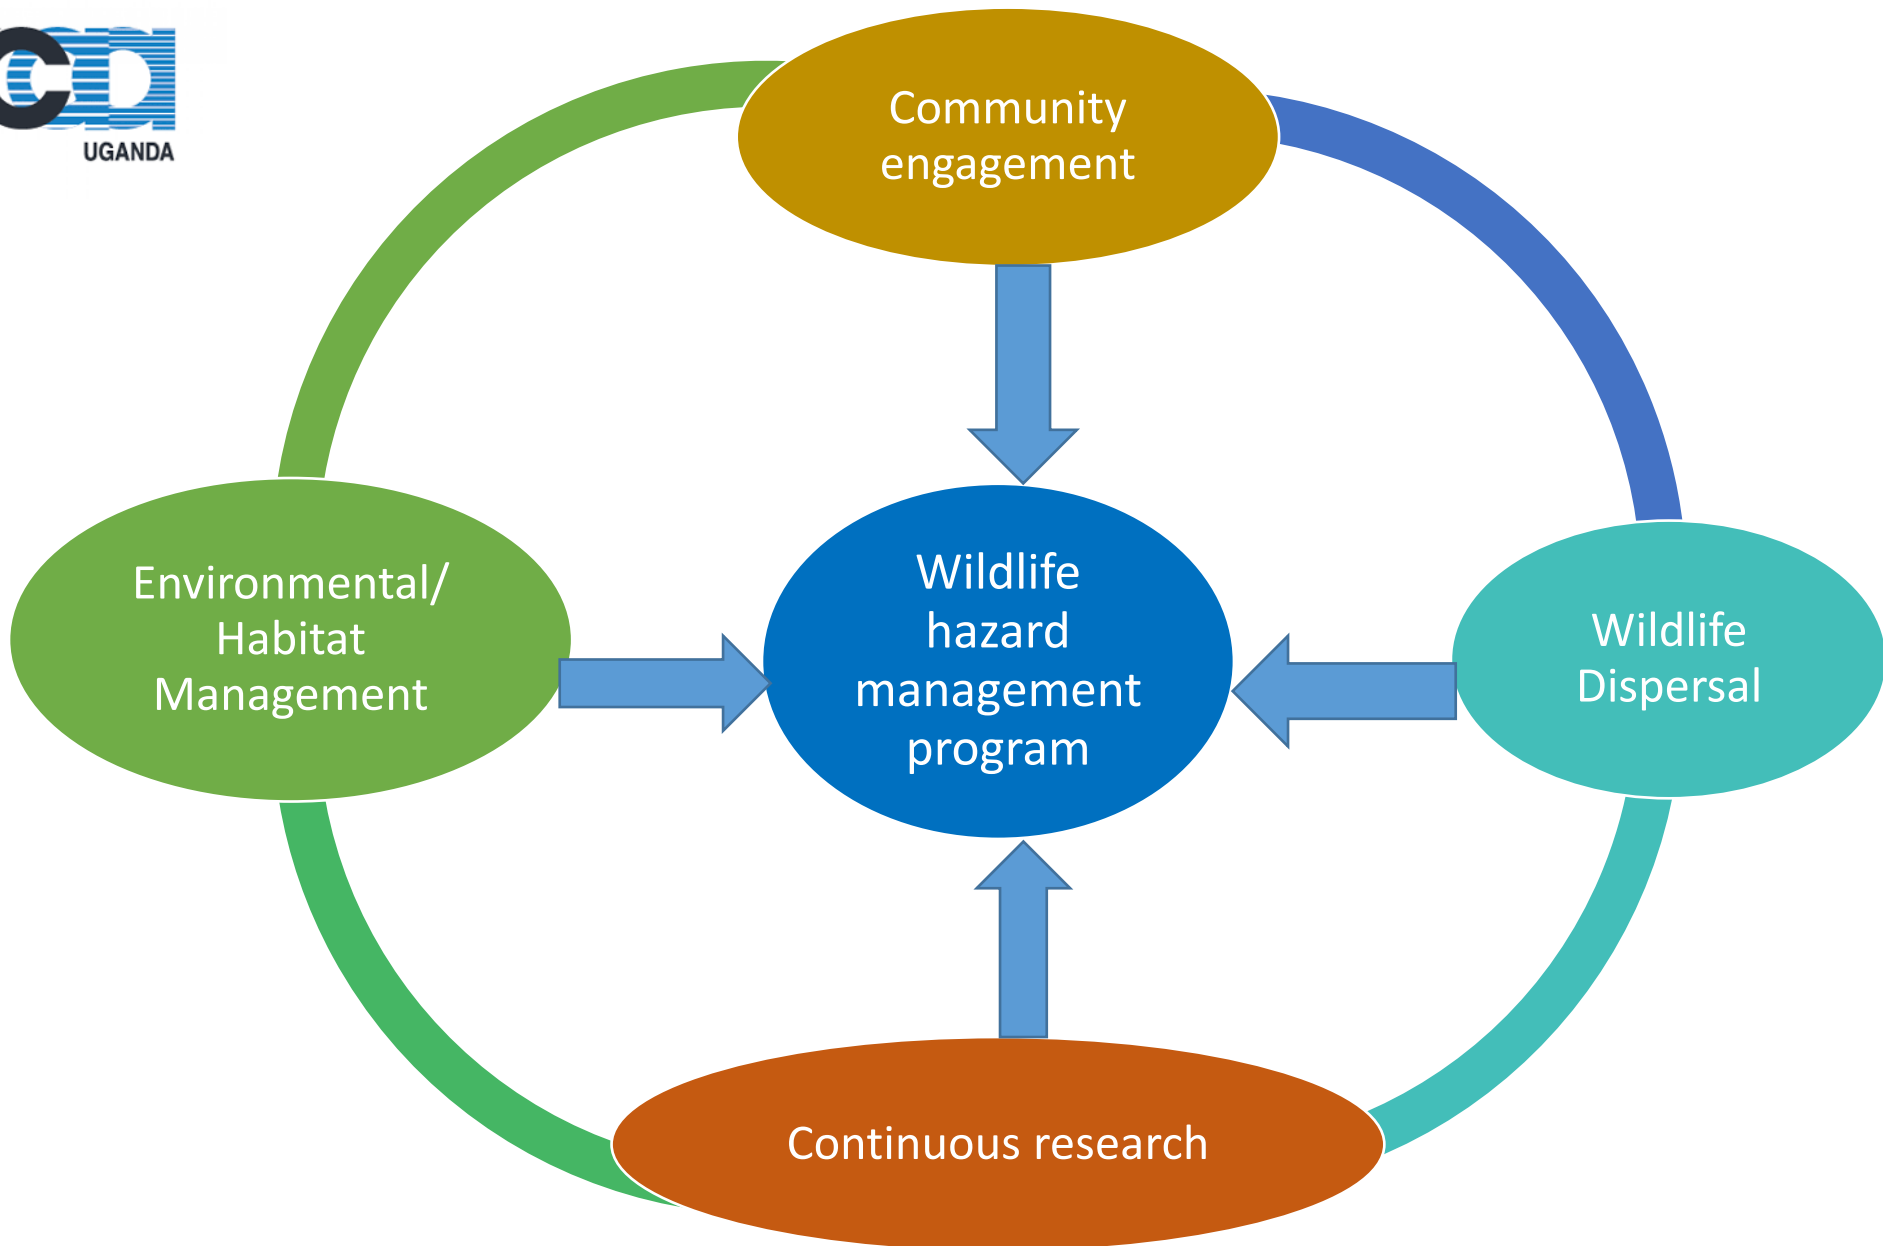 UGANDA
Community
engagement
Environmental/
Habitat
Management
Wildlife
hazard
management
program
Wildlife
Dispersal
Continuous research